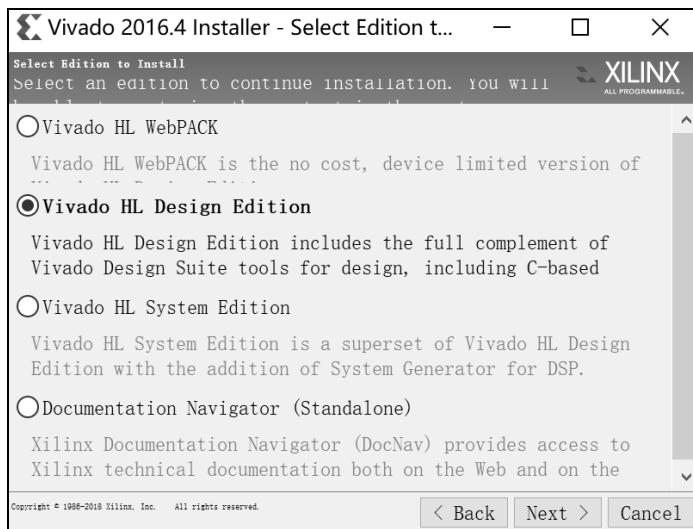 Vivado 2016.4 Installer - Select Edition t...
Select Edition to Install
Select an edition to continue installation. You will
XILINX
ALL PROGRAMMABLE.
Vivado HL WebPACK
Vivado HL WebPACK is the no cost, device limited version of
Vivado HL Design Edition
Vivado HL Design Edition includes the full complement of
Vivado Design Suite tools for design, including C-based
Vivado HL System Edition
Vivado HL System Edition is a superset of Vivado HL Design
Edition with the addition of System Generator for DSP.
Documentation Navigator (Standalone)
Xilinx Documentation Navigator (DocNav) provides access to
Xilinx technical documentation both on the Web and on the
Copyright © 1986-2018 Xilinx, Inc. All rights reserved.
< Back Next > Cancel